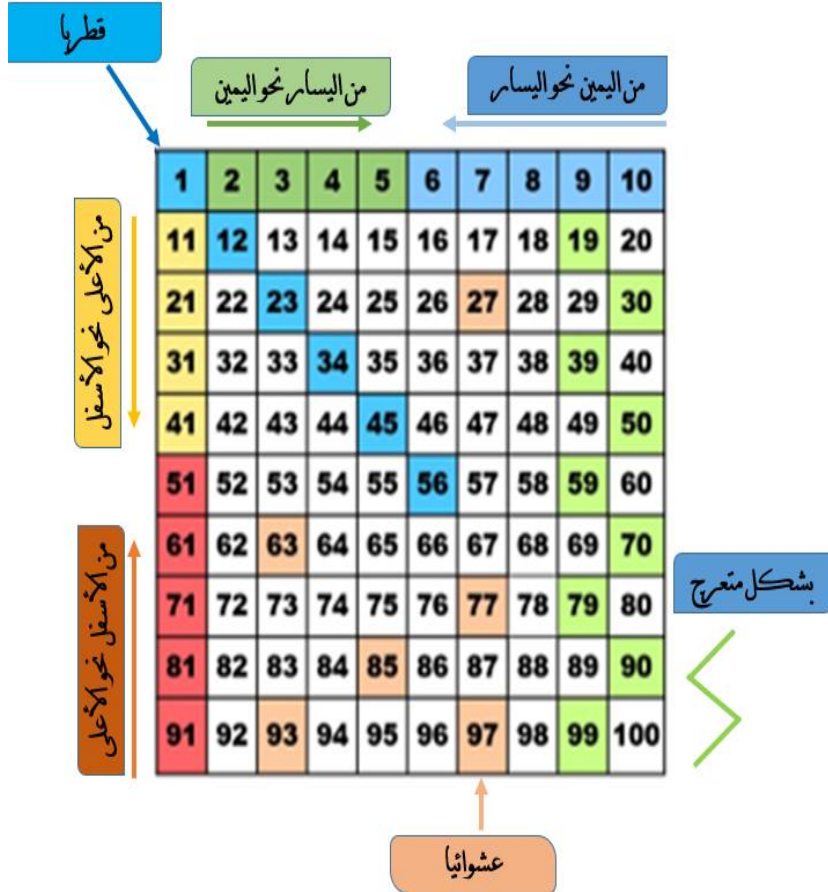 قطريا
من اليسار نحو اليمين
من اليمين نحو اليسار
1 2 3 4 5 6 7 8 9 10
11 12 13 14 15 16 17 18 19 20
21 22 23 24 25 26 27 28 29 30
31 32 33 34 35 36 37 38 39 40
41 42 43 44 45 46 47 48 49 50
51 52 53 54 55 56 57 58 59 60
61 62 63 64 65 66 67 68 69 70
71 72 73 74 75 76 77 78 79 80
81 82 83 84 85 86 87 88 89 90
91 92 93 94 95 96 97 98 99 100
من الأعلى نحو الأسفل
من الأسفل نحو الأعلى
بشكل متعرج
عشوائيا